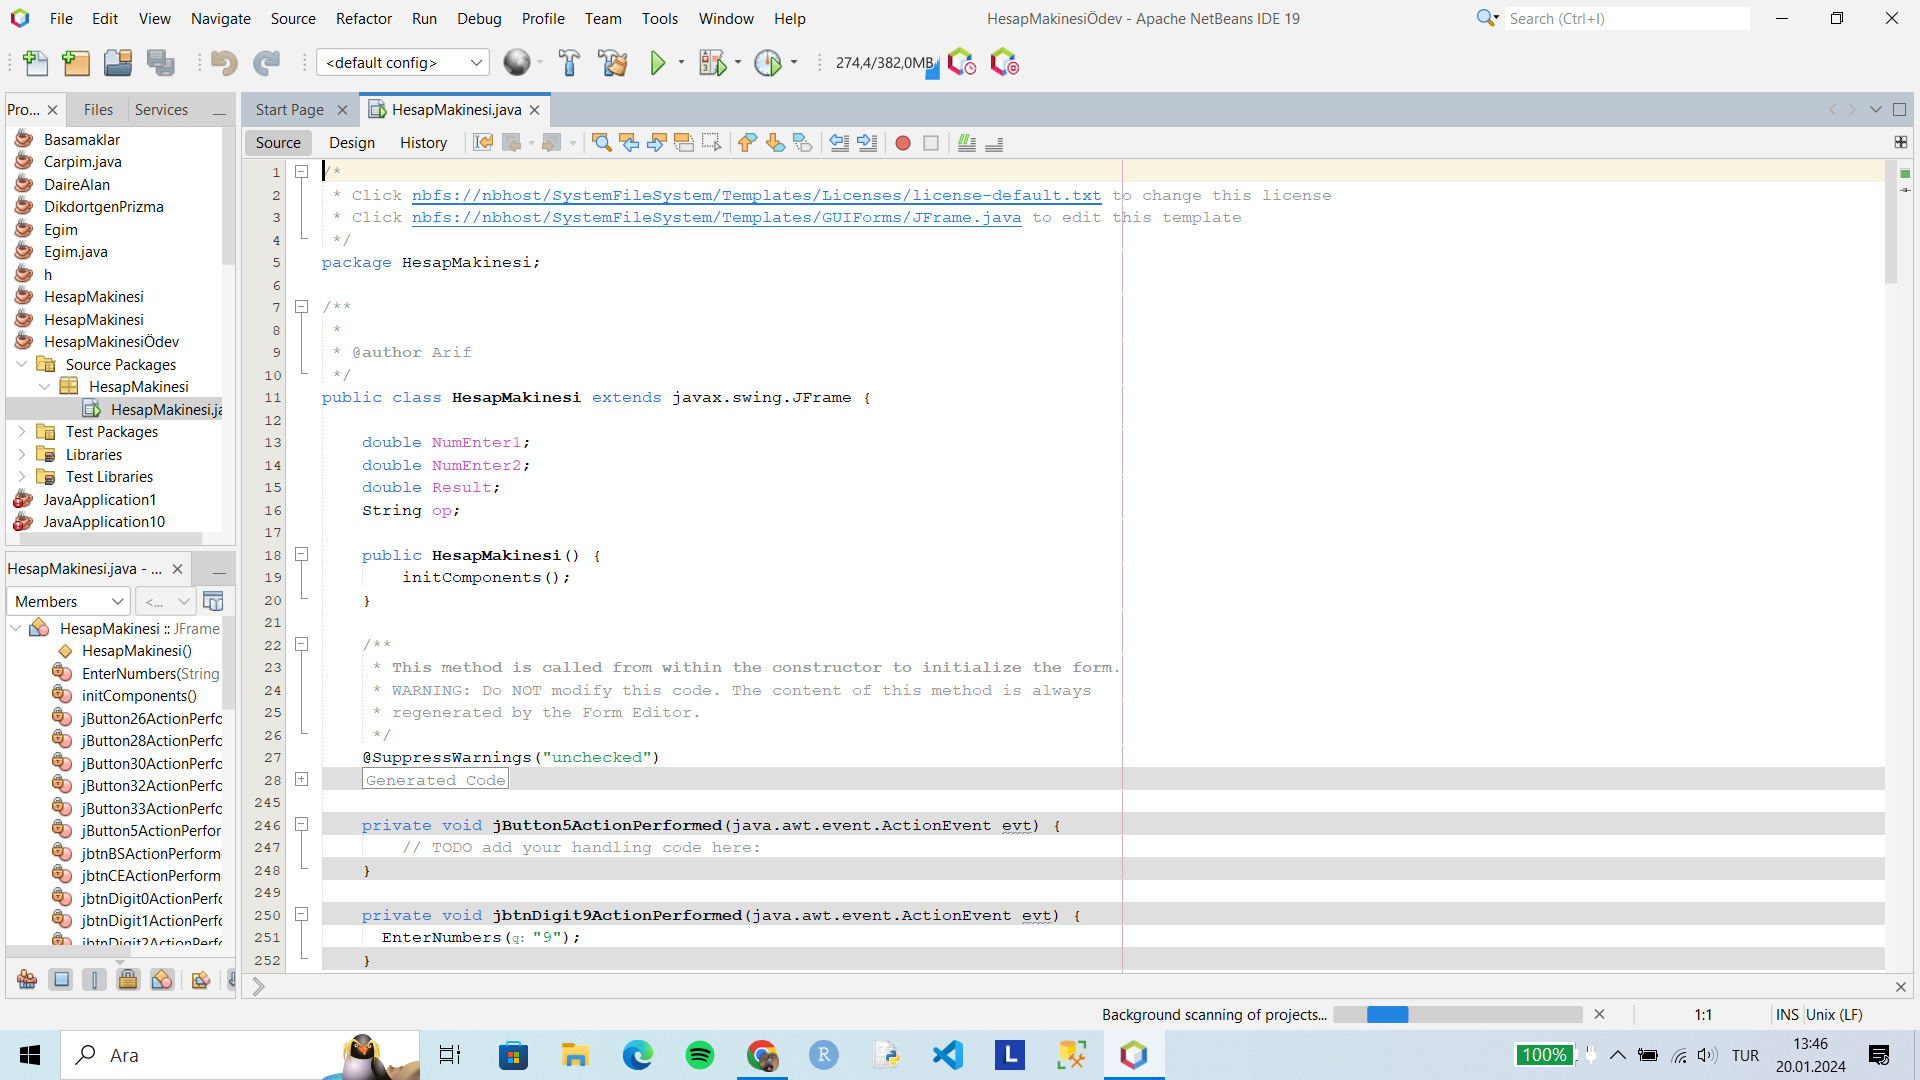 File Edit View Navigate Source Refactor Run Debug Profile Team Tools Window Help
HesapMakinesiÖdev - Apache NetBeans IDE 19
Search (Ctrl+I)
<default config>
274,4/382,0MB
Pro... Files Services
Basamaklar
Carpim.java
DaireAlan
DikdortgenPrizma
Egim
Egim.java
h
HesapMakinesi
HesapMakinesi
HesapMakinesiÖdev
Source Packages
HesapMakinesi
HesapMakinesi.ja
Test Packages
Libraries
Test Libraries
JavaApplication1
JavaApplication10
HesapMakinesi.java - ...
Members
<...
HesapMakinesi :: JFrame
HesapMakinesi()
EnterNumbers(String
initComponents()
jButton26ActionPerfo
jButton28ActionPerfo
jButton30ActionPerfo
jButton32ActionPerfo
jButton33ActionPerfo
jButton5ActionPerfor
jbtnBSActionPerform
jbtnCEActionPerform
jbtnDigit0ActionPerfo
jbtnDigit1ActionPerfo
jbtnDigit2ActionPerfo
Start Page
HesapMakinesi.java
Source Design History
1 /*
2 * Click nbfs://nbhost/SystemFileSystem/Templates/Licenses/license-default.txt to change this license
3 * Click nbfs://nbhost/SystemFileSystem/Templates/GUIForms/JFrame.java to edit this template
4 */
5 package HesapMakinesi;
6
7 /**
8 *
9 * @author Arif
10 */
11 public class HesapMakinesi extends javax.swing.JFrame {
12
13 double NumEnter1;
14 double NumEnter2;
15 double Result;
16 String op;
17
18 public HesapMakinesi() {
19 initComponents();
20 }
21
22 /**
23 * This method is called from within the constructor to initialize the form.
24 * WARNING: Do NOT modify this code. The content of this method is always
25 * regenerated by the Form Editor.
26 */
27 @SuppressWarnings("unchecked")
28 Generated Code
245
246 private void jButton5ActionPerformed(java.awt.event.ActionEvent evt) {
247 // TODO add your handling code here:
248 }
249
250 private void jbtnDigit9ActionPerformed(java.awt.event.ActionEvent evt) {
251 EnterNumbers(q: "9");
252 }
Background scanning of projects...
1:1
INS
Unix (LF)
Ara
100%
TUR
13:46
20.01.2024